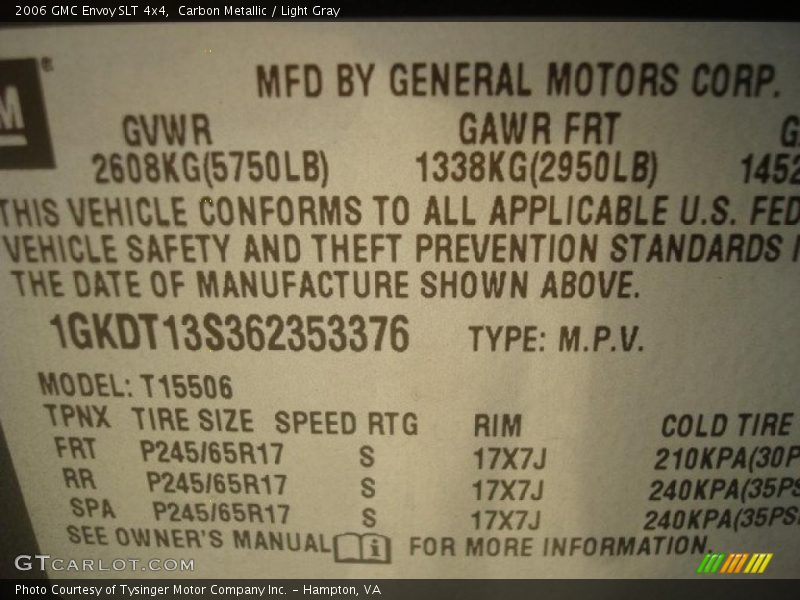 2006 GMC Envoy SLT 4x4,  Carbon Metallic / Light Gray
M ®
MFD BY GENERAL MOTORS CORP.
GVWR GAWR FRT G
2608KG(5750LB) 1338KG(2950LB) 1452
THIS VEHICLE CONFORMS TO ALL APPLICABLE U.S. FED
VEHICLE SAFETY AND THEFT PREVENTION STANDARDS
THE DATE OF MANUFACTURE SHOWN ABOVE.
1GKDT13S362353376 TYPE: M.P.V.
MODEL: T15506
TPNX TIRE SIZE SPEED RTG RIM COLD TIRE
FRT P245/65R17 S 17X7J 210KPA(30P
RR P245/65R17 S 17X7J 240KPA(35PS
SPA P245/65R17 S 17X7J 240KPA(35PS
SEE OWNER'S MANUAL i FOR MORE INFORMATION.
GTCARLOT.COM
Photo Courtesy of Tysinger Motor Company Inc. - Hampton, VA